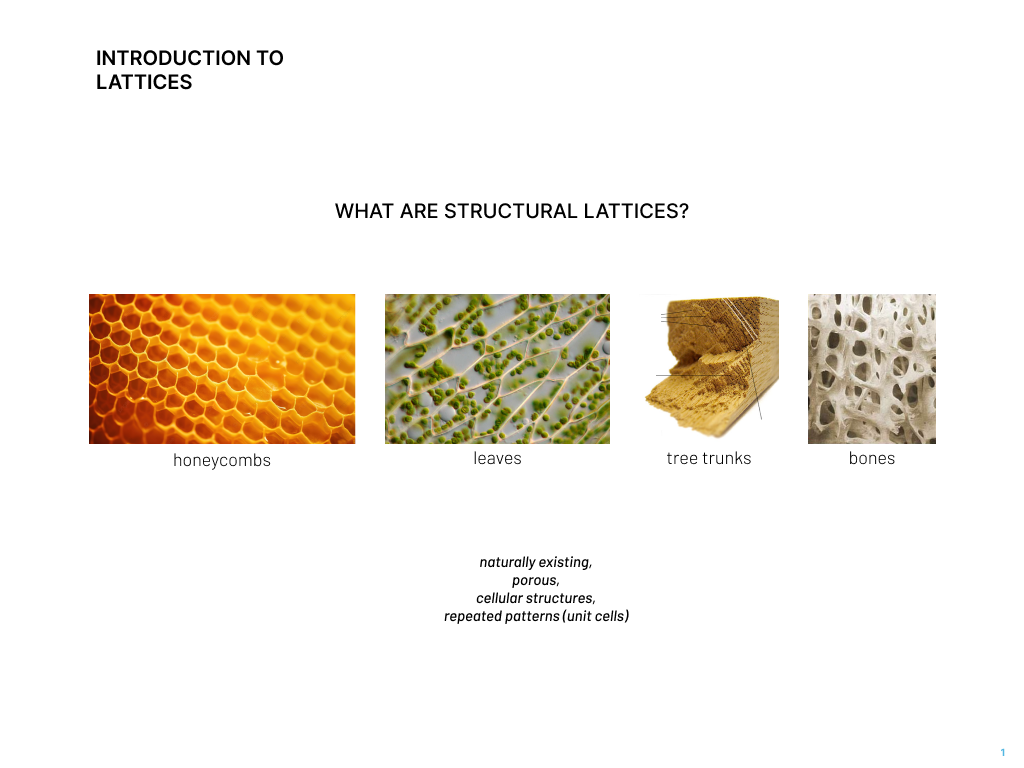 INTRODUCTION TO
LATTICES
WHAT ARE STRUCTURAL LATTICES?
honeycombs
leaves
tree trunks
bones
naturally existing,
porous,
cellular structures,
repeated patterns (unit cells)
1